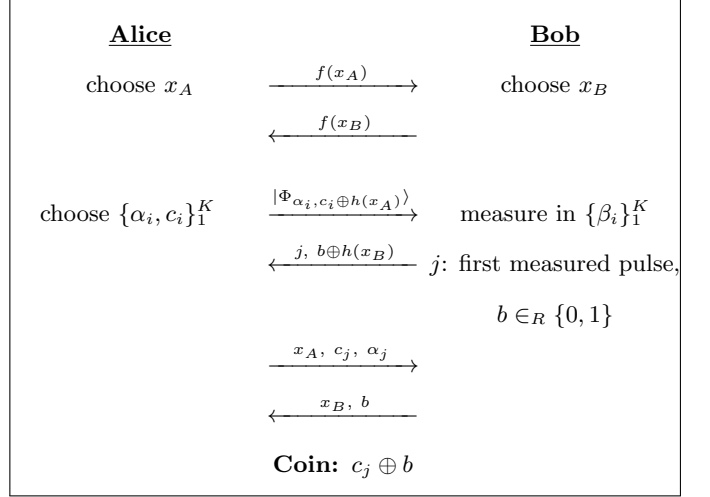 Alice Bob
choose x_A f(x_A) choose x_B
f(x_B)
choose {α_i, c_i}_1^K |Φ_{α_i,c_i⊕h(x_A)}⟩ measure in {β_i}_1^K
j, b⊕h(x_B) j: first measured pulse,
b ∈_R {0, 1}
x_A, c_j, α_j
x_B, b
Coin: c_j ⊕ b